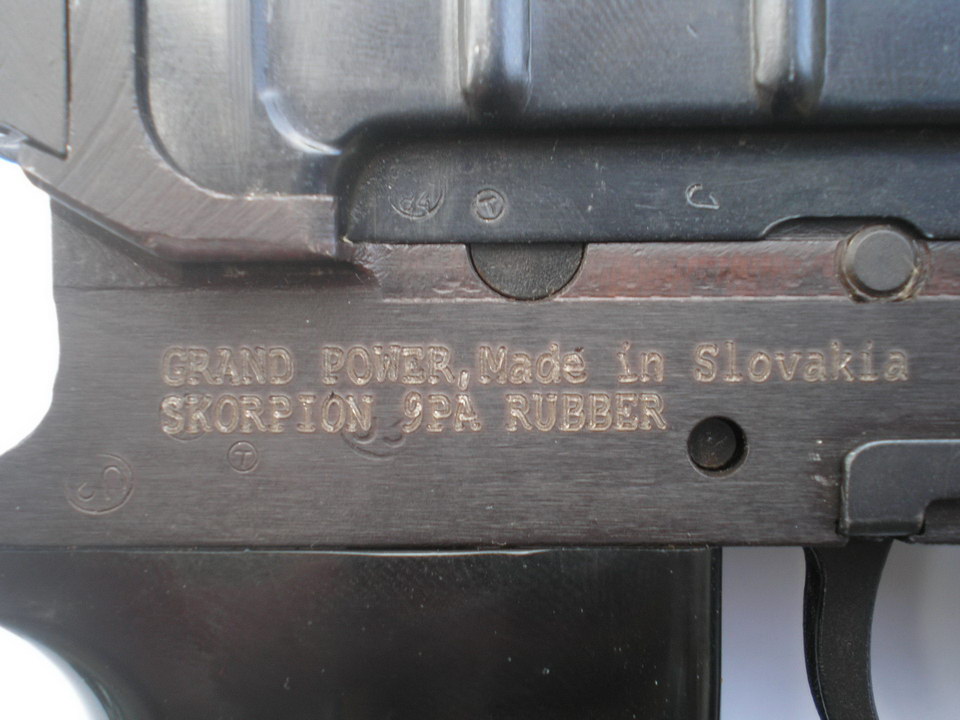 GRAND POWER, Made in Slovakia
SKORPION 9PA RUBBER